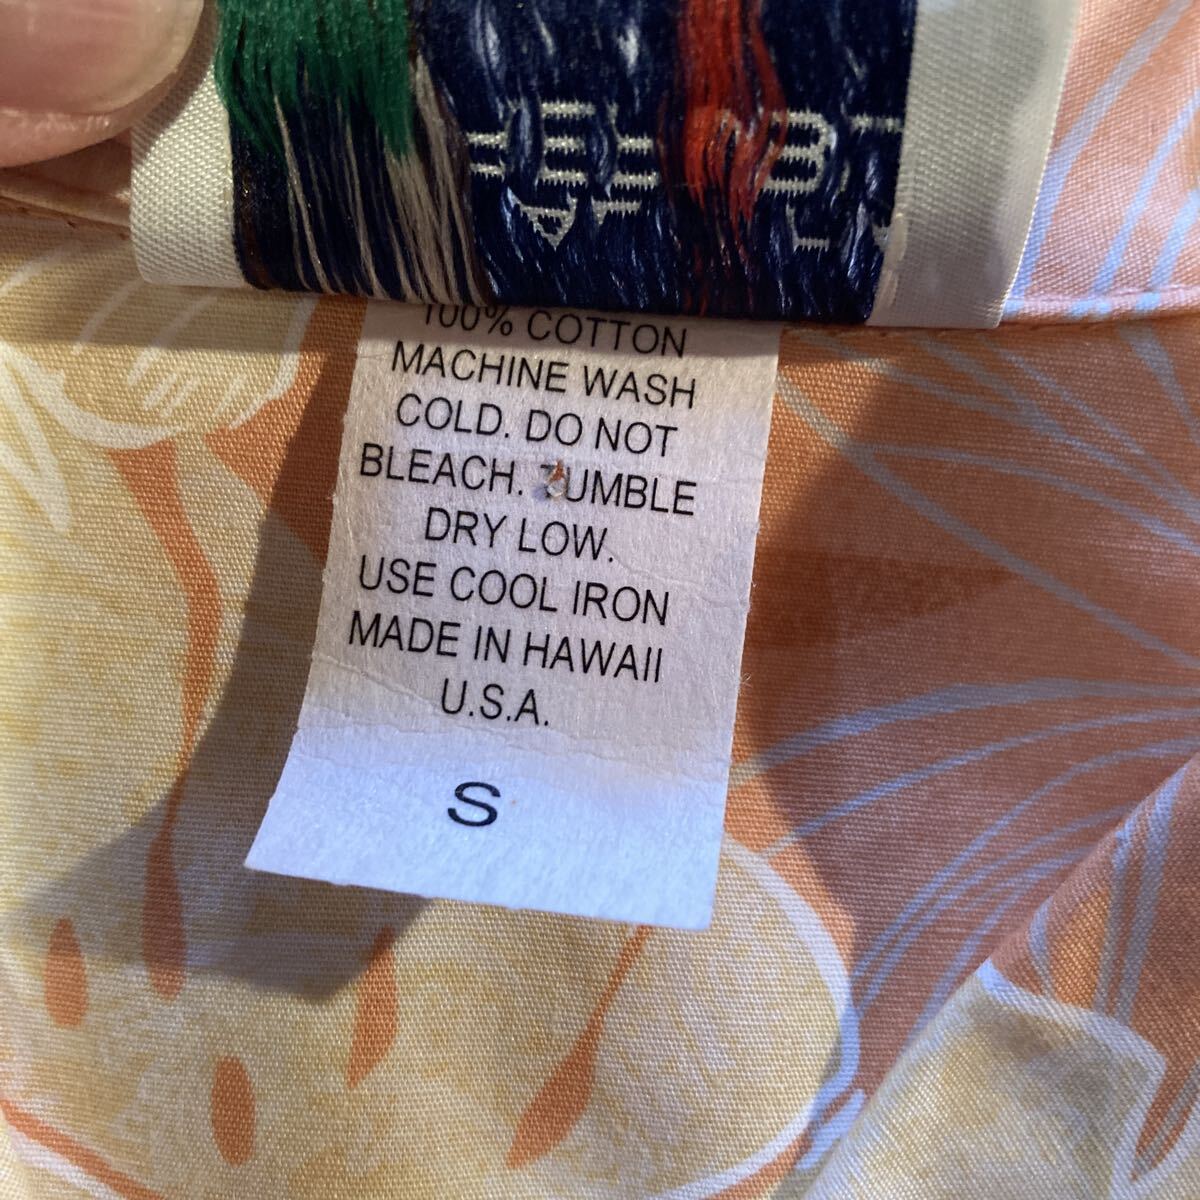 100% COTTON
MACHINE WASH
COLD. DO NOT
BLEACH. TUMBLE
DRY LOW.
USE COOL IRON
MADE IN HAWAII
U.S.A.
S